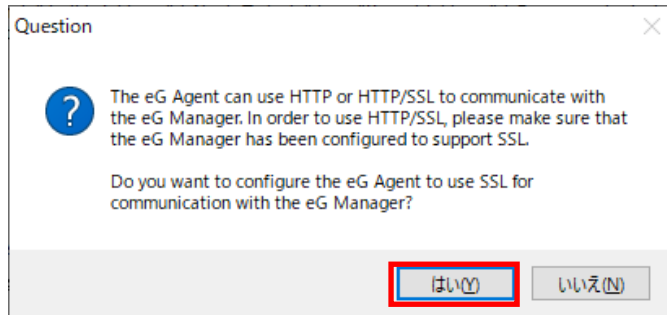 Question
The eG Agent can use HTTP or HTTP/SSL to communicate with
the eG Manager. In order to use HTTP/SSL, please make sure that
the eG Manager has been configured to support SSL.
Do you want to configure the eG Agent to use SSL for
communication with the eG Manager?
はい(Y) いいえ(N)